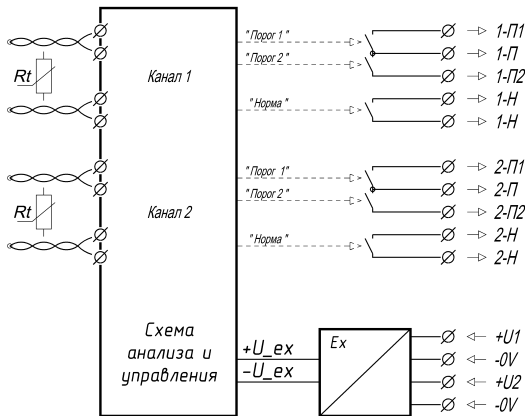 "Порог 1"
1-П1
"Порог 2"
1-П
Rt
Канал 1
1-П2
"Норма"
1-Н
1-Н
"Порог 1"
2-П1
"Порог 2"
2-П
Rt
Канал 2
2-П2
"Норма"
2-Н
2-Н
Схема
анализа и
управления
+U_ex
-U_ex
Ex
+U1
-0V
+U2
-0V